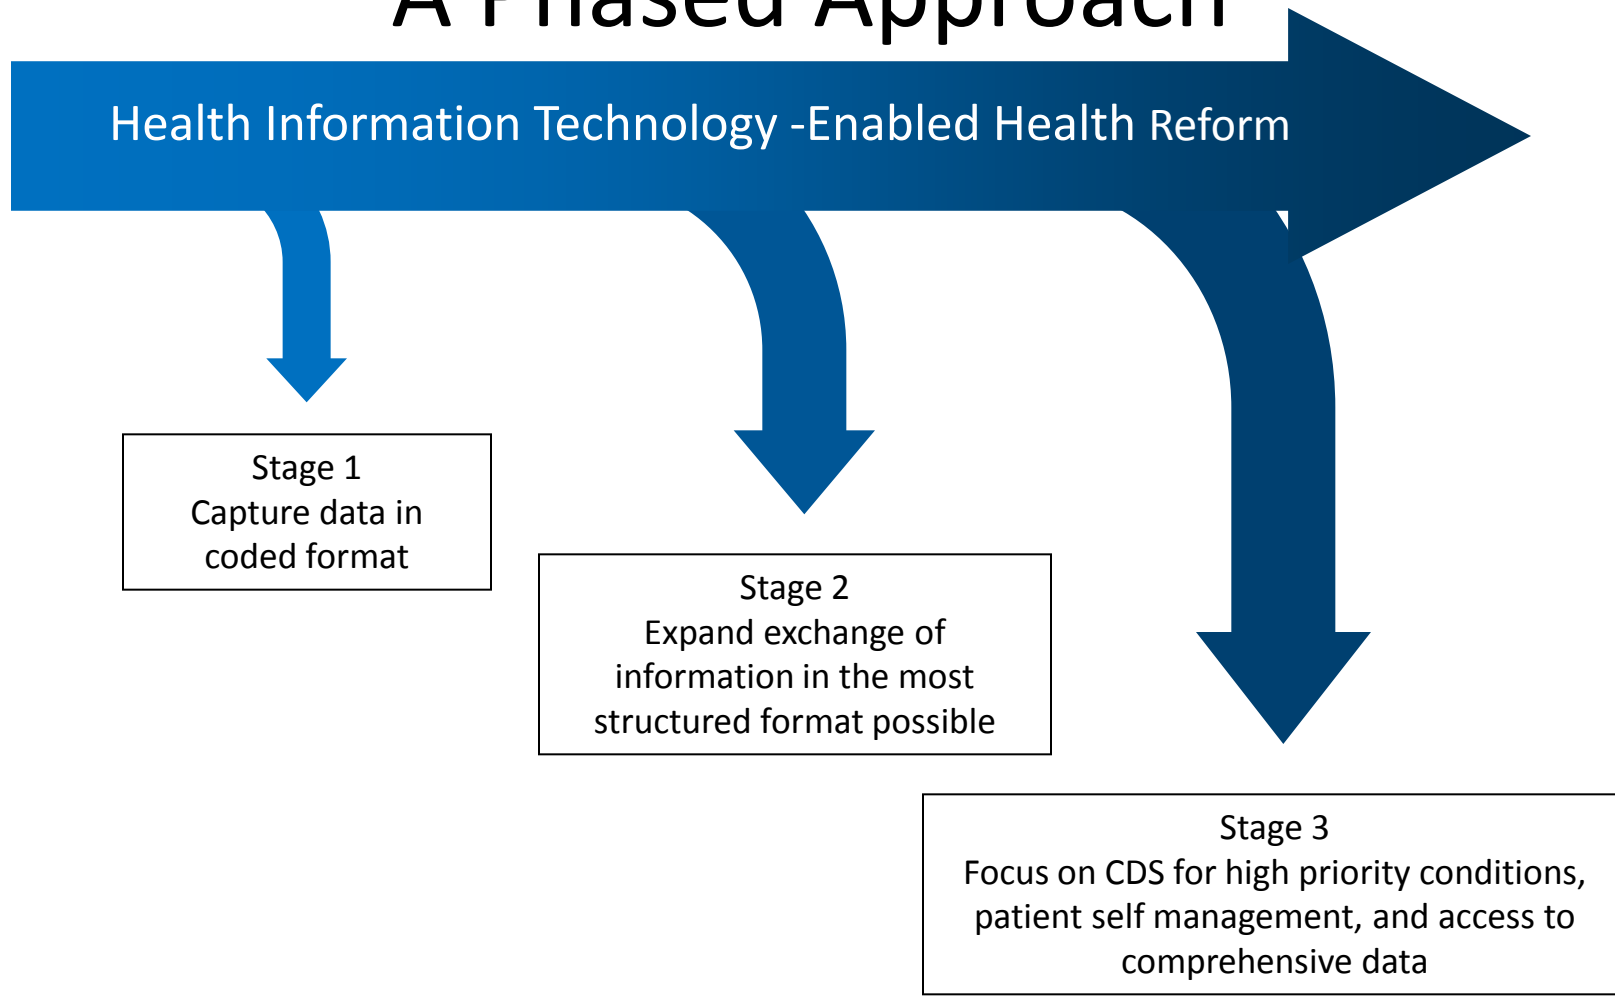 A Phased Approach
Health Information Technology -Enabled Health Reform
Stage 1
Capture data in
coded format
Stage 2
Expand exchange of
information in the most
structured format possible
Stage 3
Focus on CDS for high priority conditions,
patient self management, and access to
comprehensive data